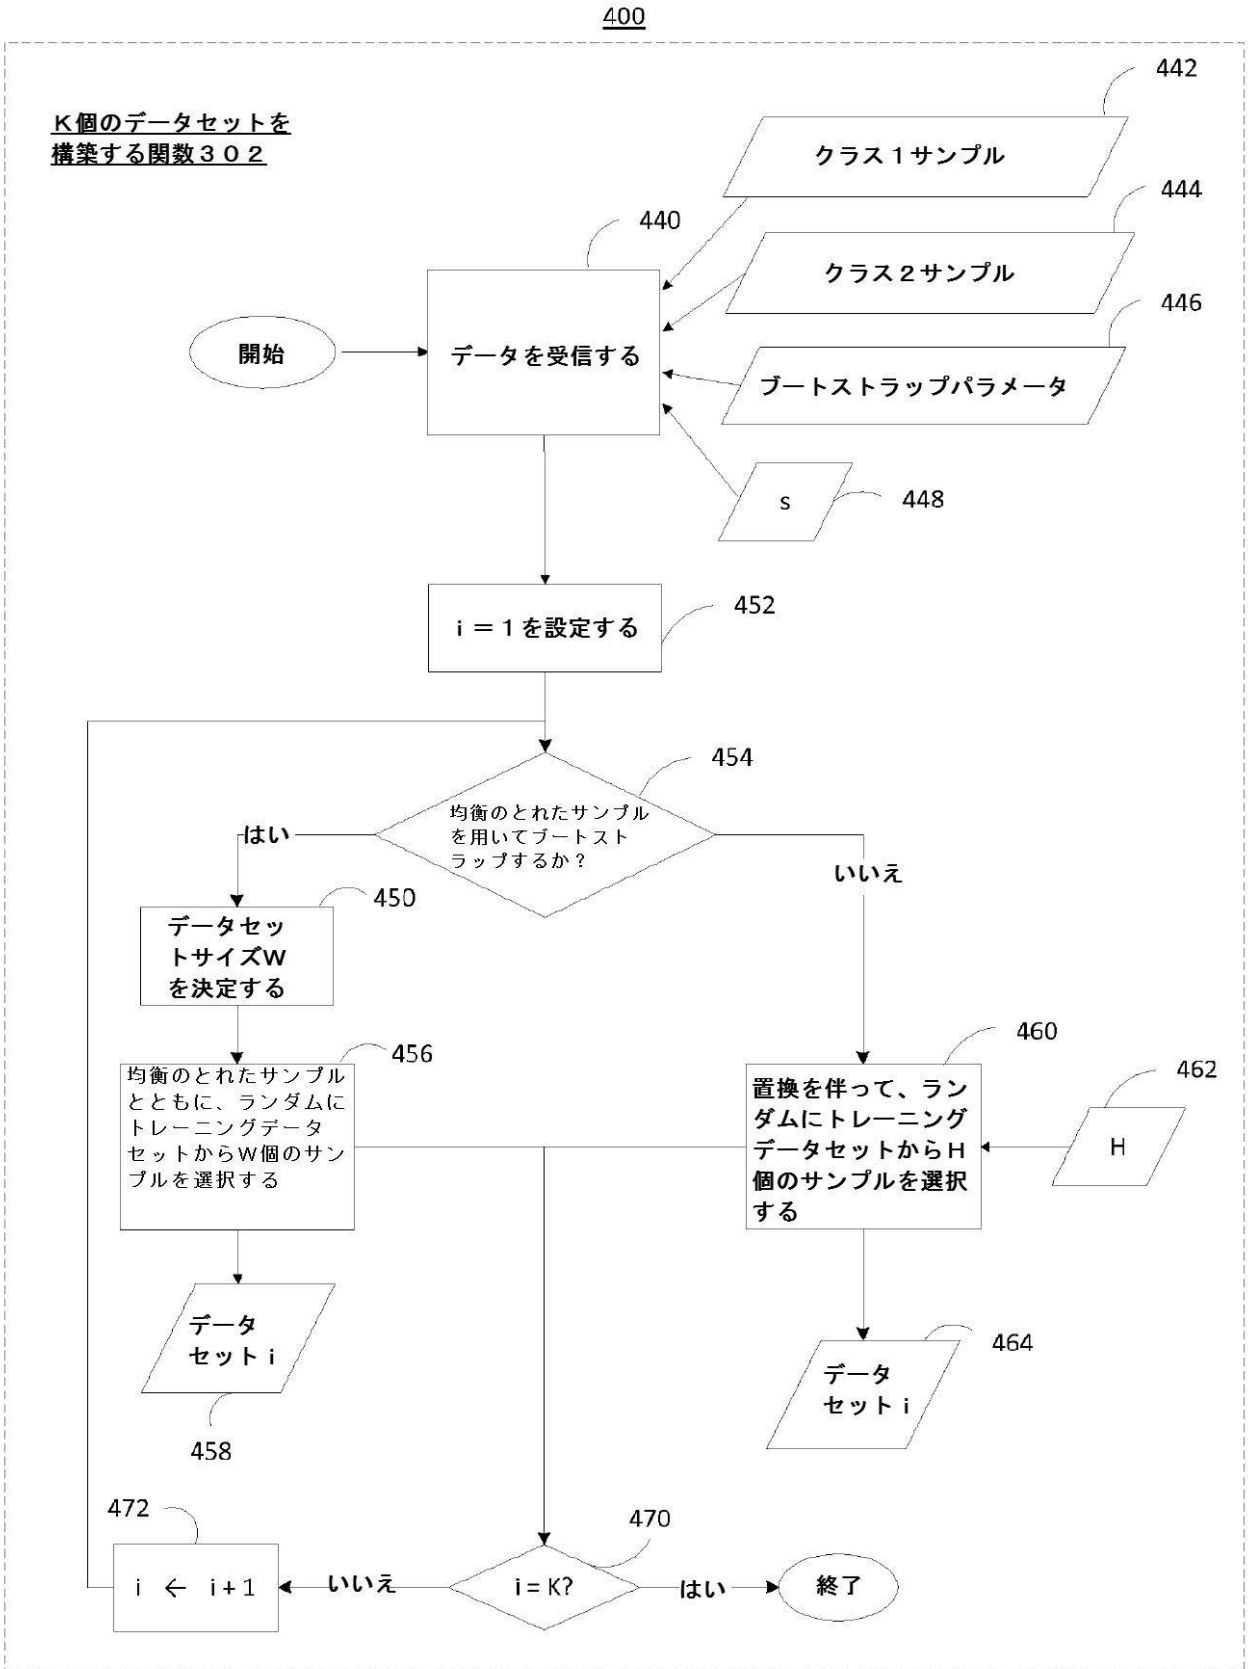 400
K個のデータセットを
構築する関数302
442
クラス1サンプル
444
クラス2サンプル
440
446
開始
データを受信する
ブートストラップパラメータ
s
448
i=1を設定する
452
454
均衡のとれたサンプル
を用いてブートスト
ラップするか?
はい
いいえ
450
データセッ
トサイズW
を決定する
456
均衡のとれたサンプル
とともに、ランダムに
トレーニングデータ
セットからW個のサン
プルを選択する
460
置換を伴って、ラン
ダムにトレーニング
データセットからH
個のサンプルを選択
する
462
H
データ
セットi
458
464
データ
セットi
472
i ← i+1
いいえ
470
i=K?
はい
終了